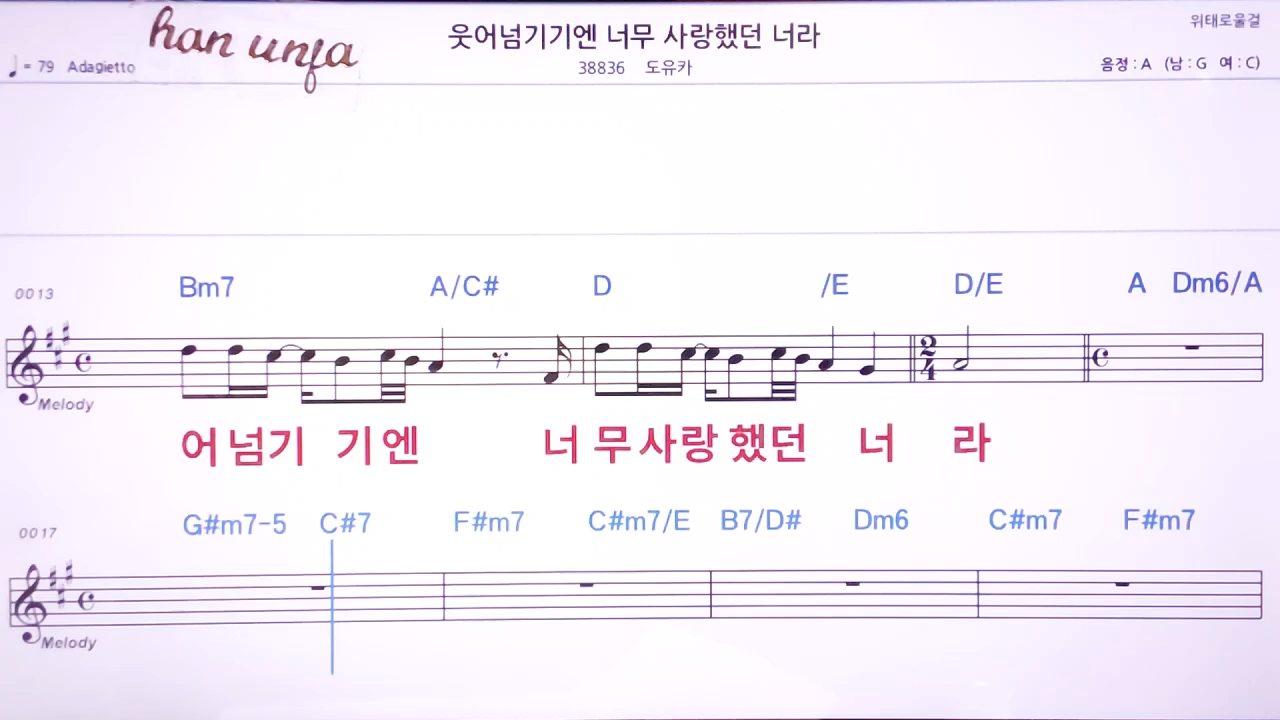 han unfa
웃어넘기기엔 너무 사랑했던 너라
위태로울걸
♩ = 79 Adagietto
38836 도유카
음정 : A (남 : G 여 : C)
0013
Bm7 A/C# D /E D/E A Dm6/A
2
4
Melody
어 넘기 기 엔 너 무 사랑 했던 너 라
0017
G#m7-5 C#7 F#m7 C#m7/E B7/D# Dm6 C#m7 F#m7
Melody